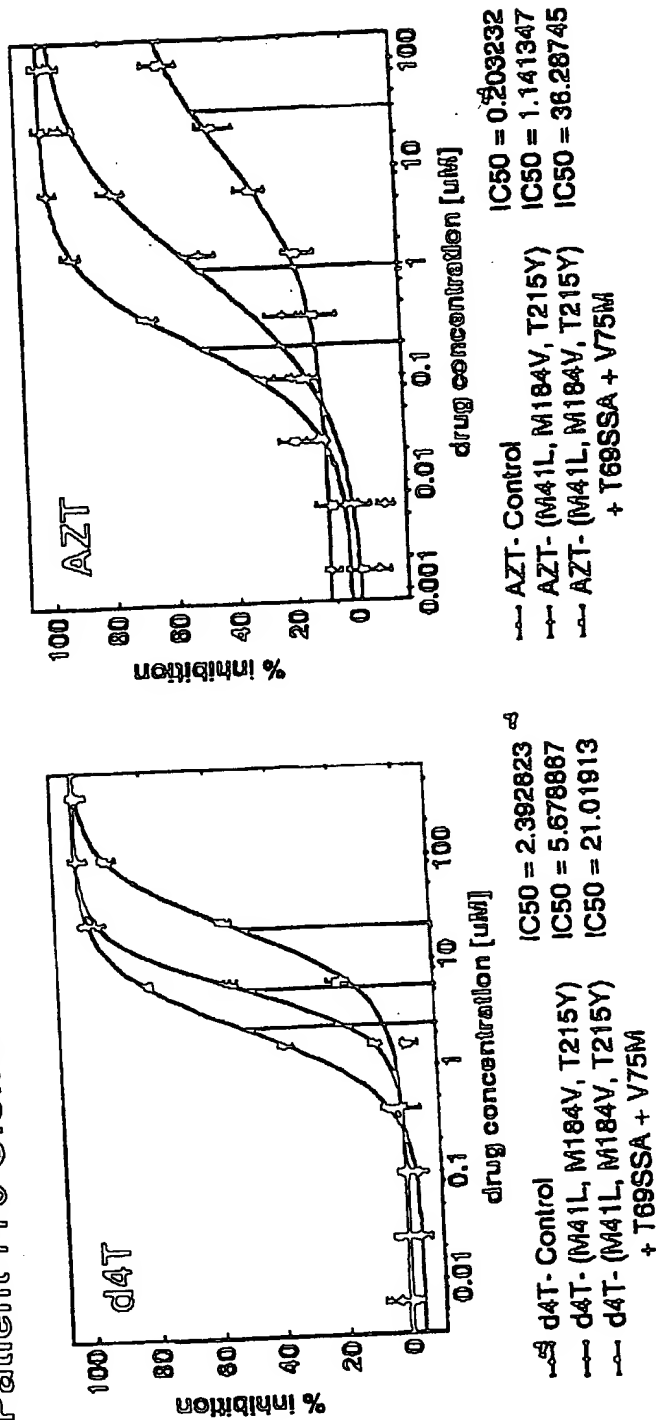 Patient
d4T
% inhibition
100
80
60
40
20
0.01
0.1
1
10
100
drug concentration [uM]
d4T- Control IC50 = 2.392823
d4T- (M41L, M184V, T215Y) IC50 = 5.678867
d4T- (M41L, M184V, T215Y) IC50 = 21.01913
+ T69SSA + V75M
AZT
% inhibition
100
80
60
40
20
0.001
0.01
0.1
1
10
100
drug concentration [uM]
AZT- Control IC50 = 0.203232
AZT- (M41L, M184V, T215Y) IC50 = 1.141347
AZT- (M41L, M184V, T215Y) IC50 = 36.28745
+ T69SSA + V75M